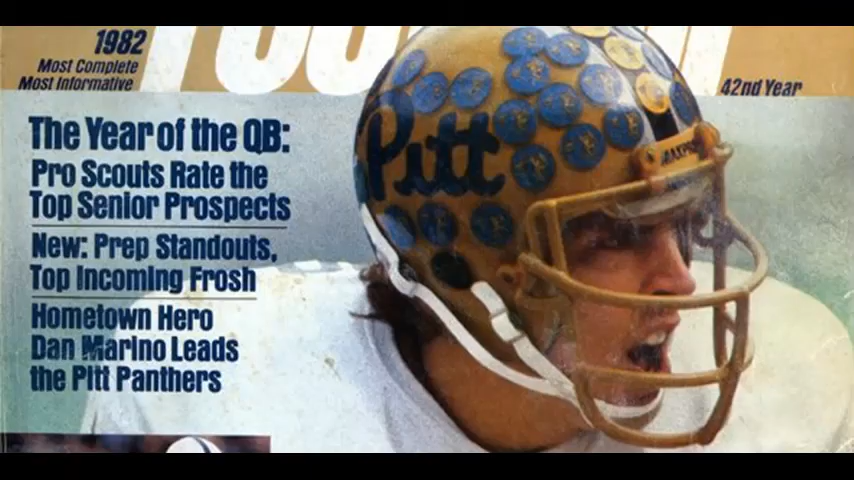 1982
Most Complete
Most Informative
42nd Year
The Year of the QB:
Pro Scouts Rate the
Top Senior Prospects
New: Prep Standouts,
Top Incoming Frosh
Hometown Hero
Dan Marino Leads
the Pitt Panthers
Pitt